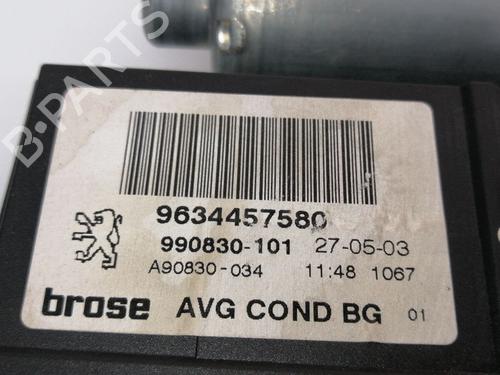 B-PARTS
9634457580
990830-101 27-05-03
A90830-034 11:48 1067
brose AVG COND BG 01